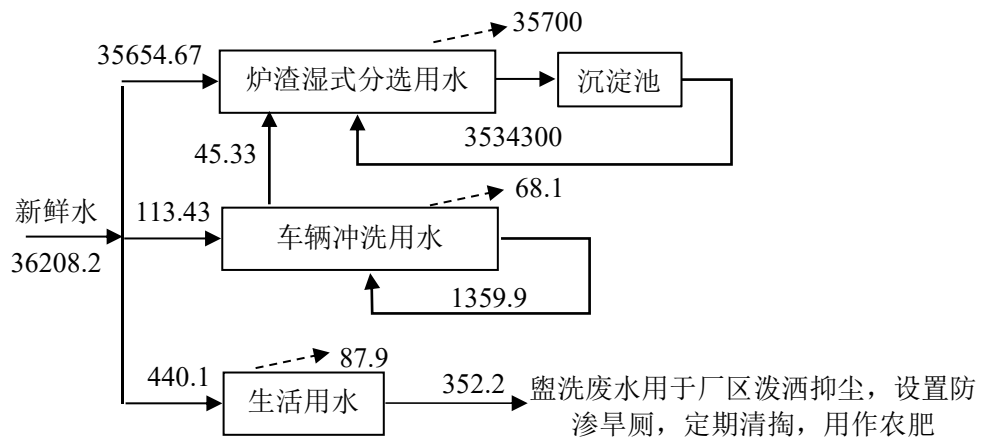 35700
35654.67
炉渣湿式分选用水
沉淀池
3534300
45.33
68.1
新鲜水
113.43
车辆冲洗用水
36208.2
1359.9
87.9
440.1
生活用水
352.2
盥洗废水用于厂区泼洒抑尘，设置防
渗旱厕，定期清掏，用作农肥